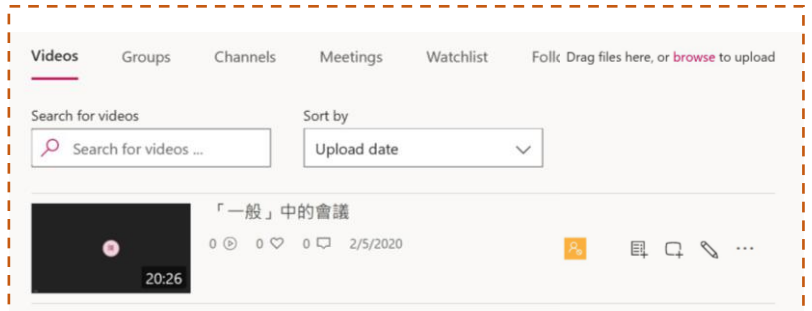 Videos Groups Channels Meetings Watchlist Follc Drag files here, or browse to upload
Search for videos Sort by
Search for videos ... Upload date
「一般」中的會議
0 0 0 2/5/2020
20:26